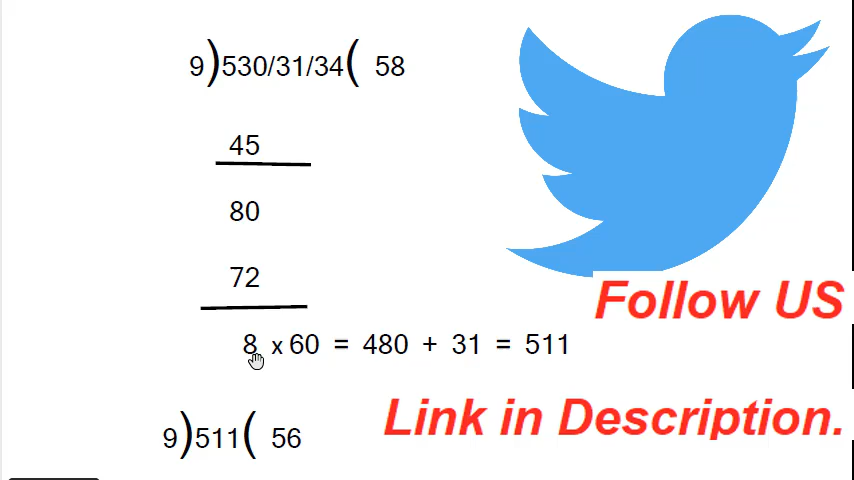 9)530/31/34( 58
45
80
72
8 x 60 = 480 + 31 = 511
9)511( 56
Follow US
Link in Description.